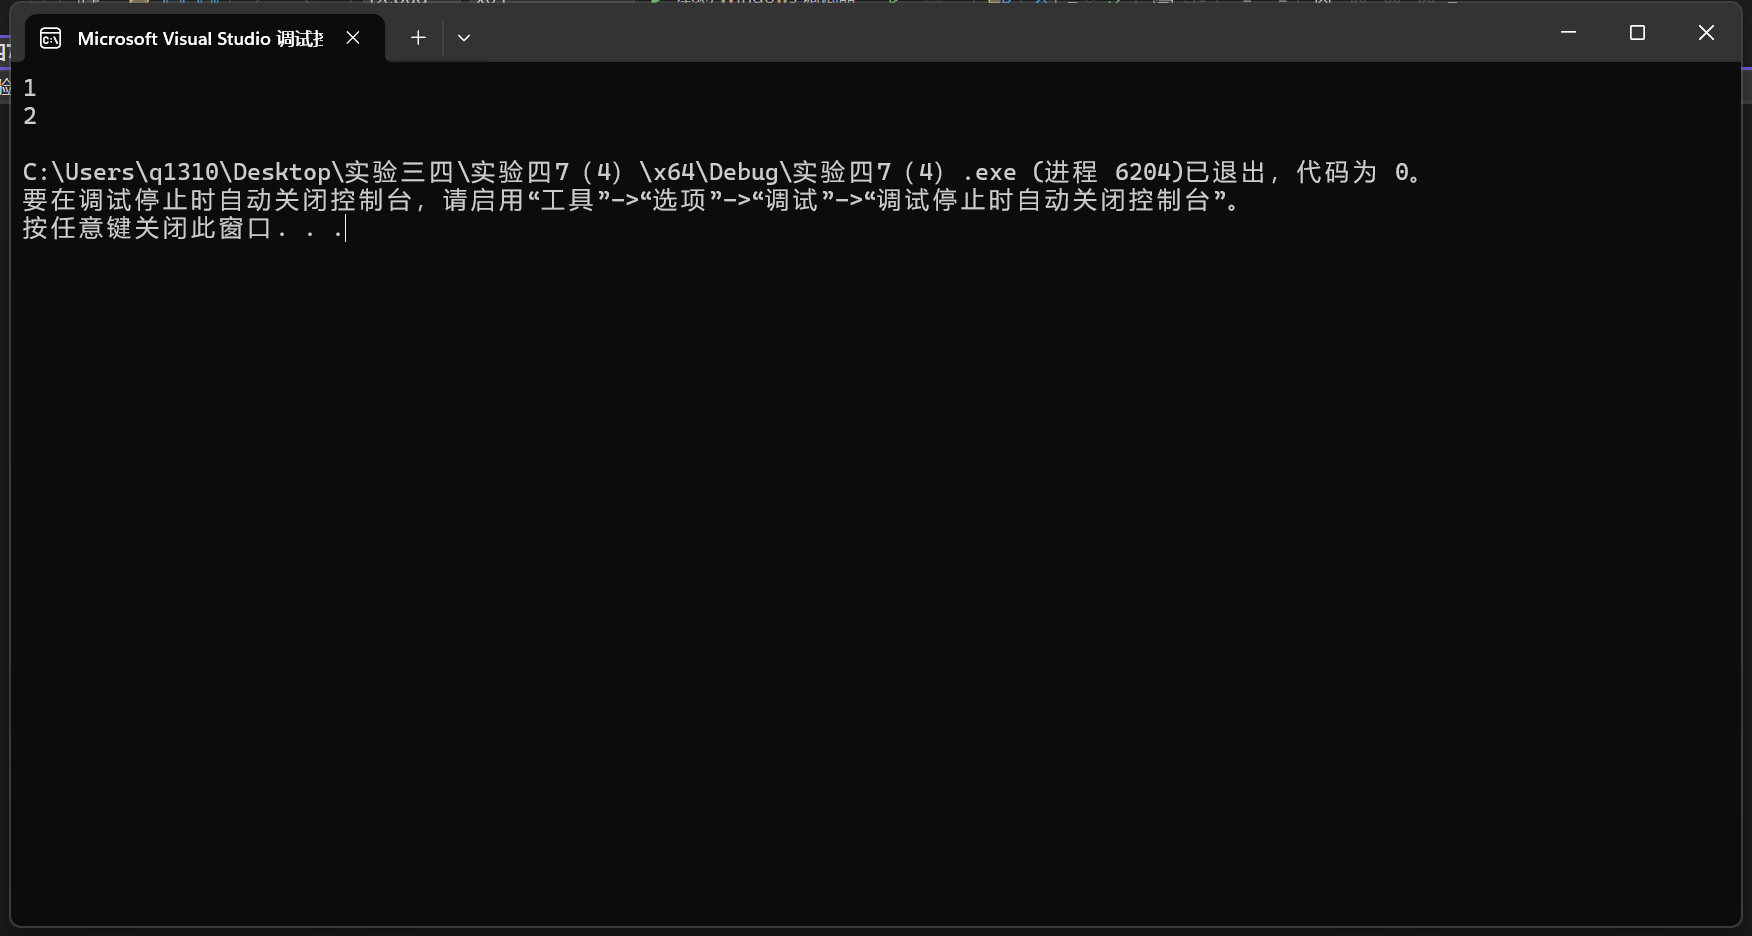 Microsoft Visual Studio 调试
1
2
C:\Users\q1310\Desktop\实验三四\实验四7（4）\x64\Debug\实验四7（4）.exe (进程 6204)已退出，代码为 0。
要在调试停止时自动关闭控制台，请启用“工具”->“选项”->“调试”->“调试停止时自动关闭控制台”。
按任意键关闭此窗口. . .